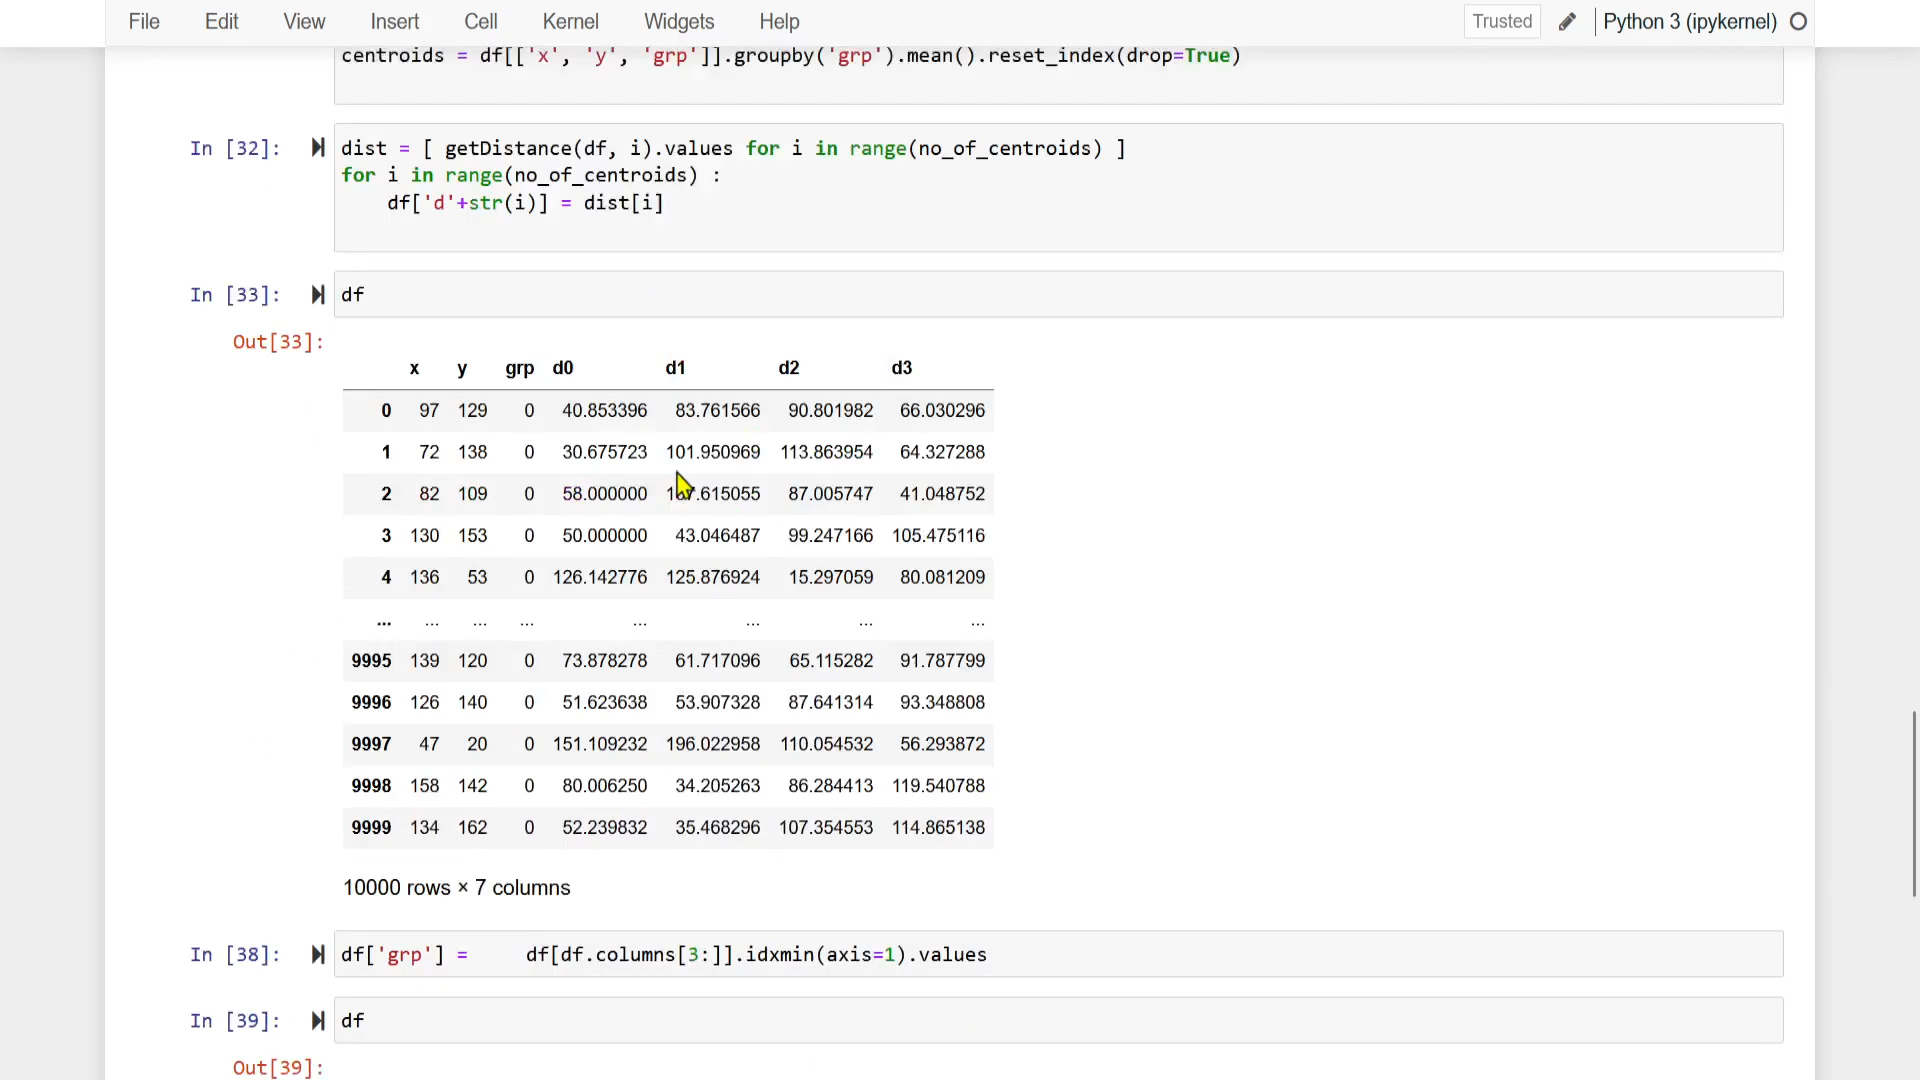 File Edit View Insert Cell Kernel Widgets Help Trusted Python 3 (ipykernel)
centroids = df[['x', 'y', 'grp']].groupby('grp').mean().reset_index(drop=True)
In [32]: dist = [ getDistance(df, i).values for i in range(no_of_centroids) ]
for i in range(no_of_centroids) :
df['d'+str(i)] = dist[i]
In [33]: df
Out[33]:
x y grp d0 d1 d2 d3
0 97 129 0 40.853396 83.761566 90.801982 66.030296
1 72 138 0 30.675723 101.950969 113.863954 64.327288
2 82 109 0 58.000000 .615055 87.005747 41.048752
3 130 153 0 50.000000 43.046487 99.247166 105.475116
4 136 53 0 126.142776 125.876924 15.297059 80.081209
... ... ... ... ... ... ... ...
9995 139 120 0 73.878278 61.717096 65.115282 91.787799
9996 126 140 0 51.623638 53.907328 87.641314 93.348808
9997 47 20 0 151.109232 196.022958 110.054532 56.293872
9998 158 142 0 80.006250 34.205263 86.284413 119.540788
9999 134 162 0 52.239832 35.468296 107.354553 114.865138
10000 rows × 7 columns
In [38]: df['grp'] = df[df.columns[3:]].idxmin(axis=1).values
In [39]: df
Out[39]: